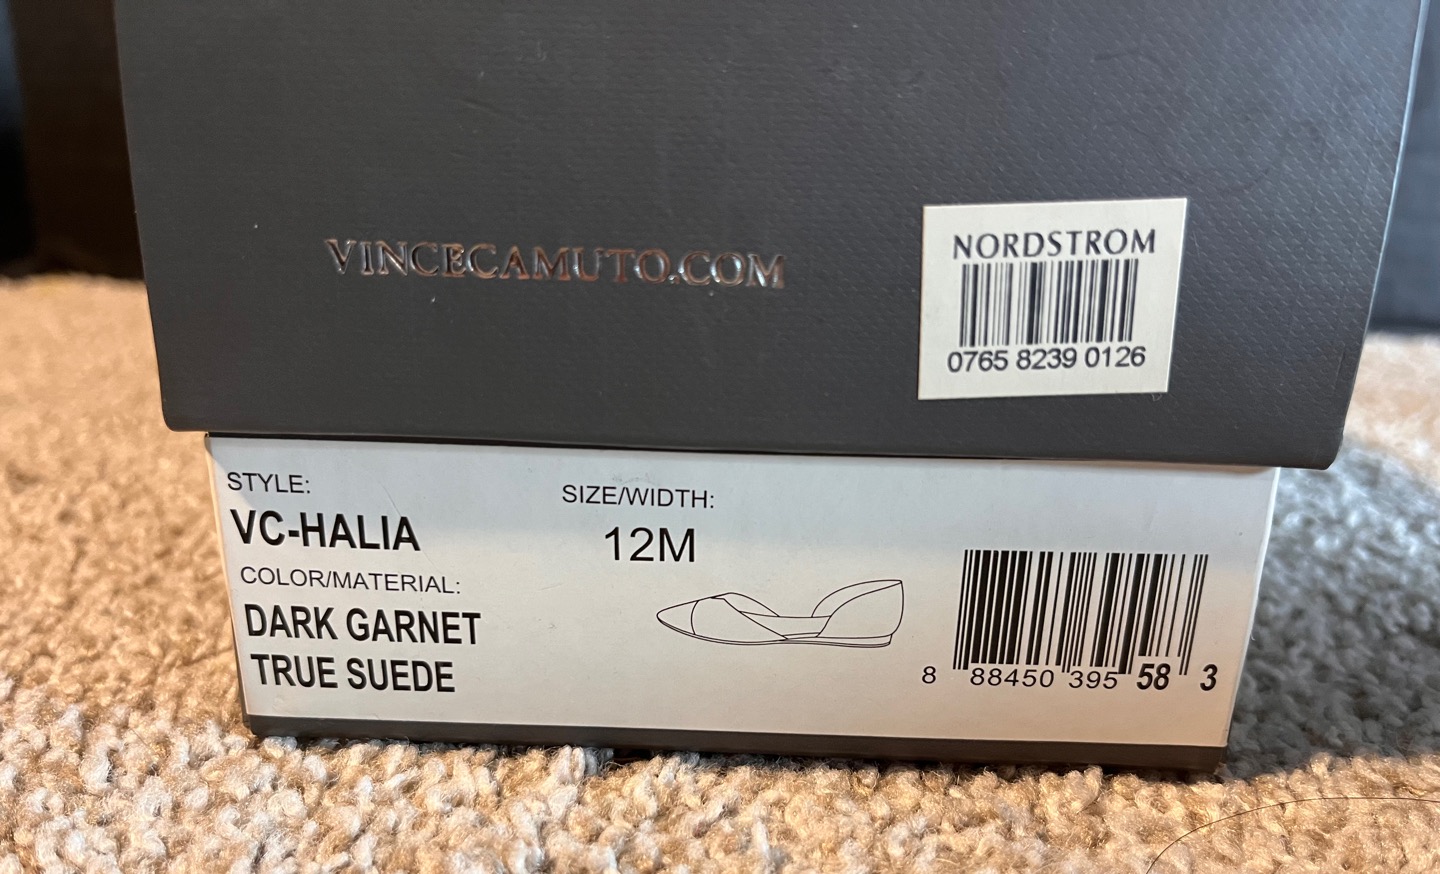 VINCECAMUTO.COM
NORDSTROM
0765 8239 0126
STYLE:
VC-HALIA
SIZE/WIDTH:
12M
COLOR/MATERIAL:
DARK GARNET
TRUE SUEDE
8 88450 395 58 3